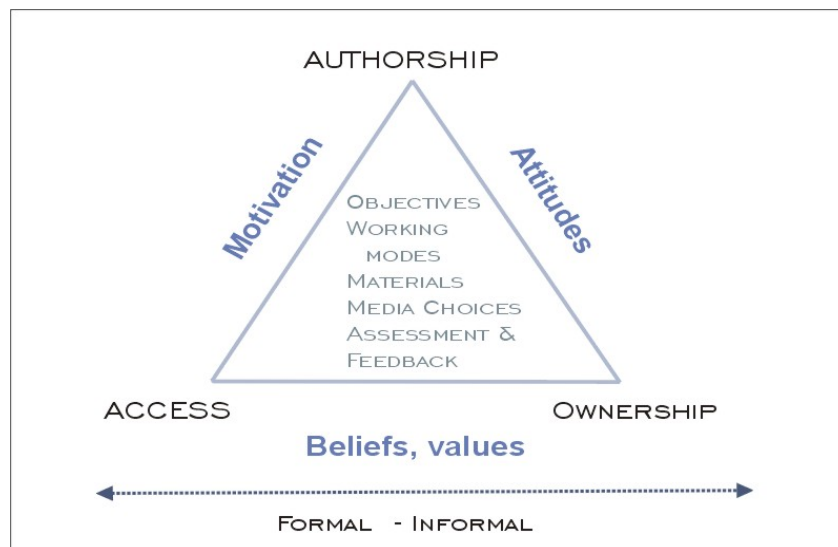 AUTHORSHIP
Motivation
Attitudes
OBJECTIVES
WORKING
MODES
MATERIALS
MEDIA CHOICES
ASSESSMENT &
FEEDBACK
ACCESS
OWNERSHIP
Beliefs, values
FORMAL - INFORMAL